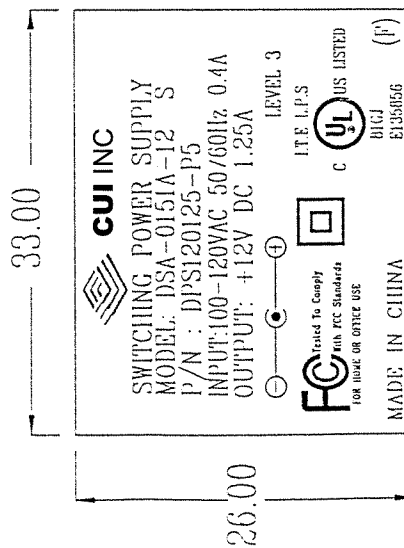 33.00
26.00
CUI INC
SWITCHING POWER SUPPLY
MODEL: DSA-0151A-12 S
P/N : DPS120125-P5
INPUT:100-120VAC 50/60Hz 0.4A
OUTPUT: +12V DC 1.25A
LEVEL 3
FC Tested To Comply
With FCC Standards
FOR HOME OR OFFICE USE
I.T.E L.P.S
C UL US LISTED
E135856
MADE IN CHINA
(F)